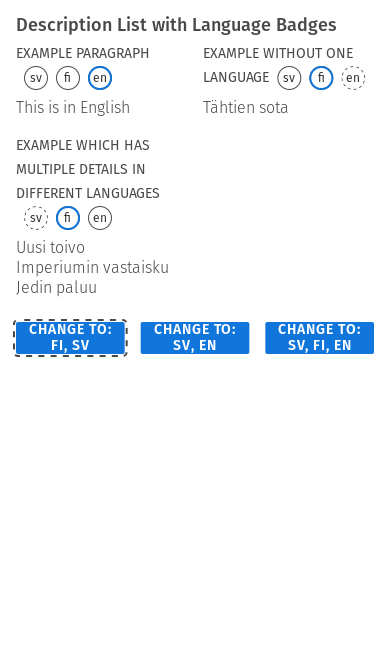 Description List with Language Badges
EXAMPLE PARAGRAPH
sv fi en
This is in English
EXAMPLE WITHOUT ONE
LANGUAGE sv fi en
Tähtien sota
EXAMPLE WHICH HAS
MULTIPLE DETAILS IN
DIFFERENT LANGUAGES
sv fi en
Uusi toivo
Imperiumin vastaisku
Jedin paluu
CHANGE TO:
FI, SV
CHANGE TO:
SV, EN
CHANGE TO:
SV, FI, EN